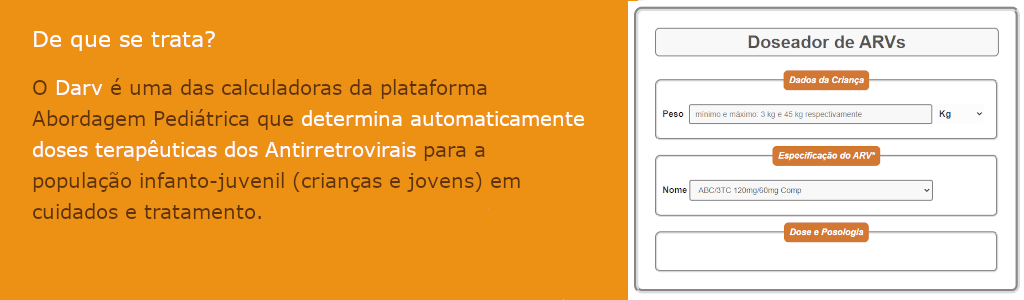 De que se trata?
O Darv é uma das calculadoras da plataforma
Abordagem Pediátrica que determina automaticamente
doses terapêuticas dos Antirretrovirais para a
população infanto-juvenil (crianças e jovens) em
cuidados e tratamento.
Doseador de ARVs
Dados da Criança
Peso mínimo e máximo: 3 kg e 45 kg respectivamente Kg
Especificação do ARV*
Nome ABC/3TC 120mg/60mg Comp
Dose e Posologia